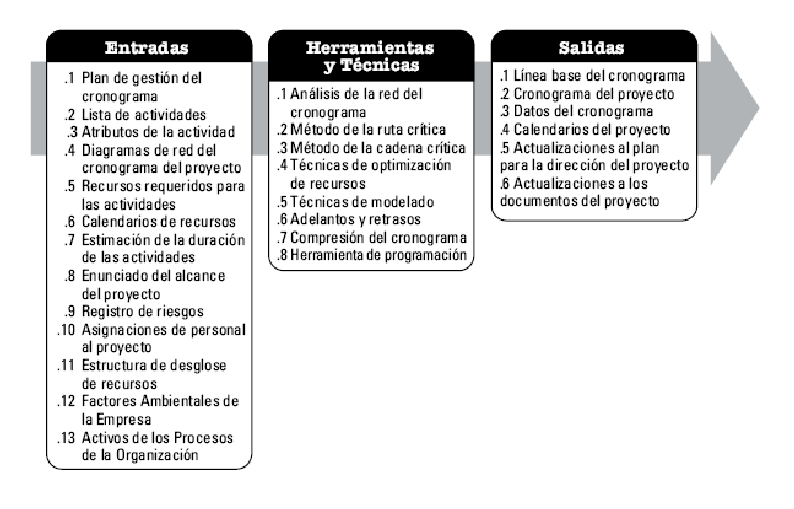 Entradas
.1 Plan de gestión del
cronograma
.2 Lista de actividades
.3 Atributos de la actividad
.4 Diagramas de red del
cronograma del proyecto
.5 Recursos requeridos para
las actividades
.6 Calendarios de recursos
.7 Estimación de la duración
de las actividades
.8 Enunciado del alcance
del proyecto
.9 Registro de riesgos
.10 Asignaciones de personal
al proyecto
.11 Estructura de desglose
de recursos
.12 Factores Ambientales de
la Empresa
.13 Activos de los Procesos
de la Organización
Herramientas
y Técnicas
.1 Análisis de la red del
cronograma
.2 Método de la ruta crítica
.3 Método de la cadena crítica
.4 Técnicas de optimización
de recursos
.5 Técnicas de modelado
.6 Adelantos y retrasos
.7 Compresión del cronograma
.8 Herramienta de programación
Salidas
.1 Línea base del cronograma
.2 Cronograma del proyecto
.3 Datos del cronograma
.4 Calendarios del proyecto
.5 Actualizaciones al plan
para la dirección del proyecto
.6 Actualizaciones a los
documentos del proyecto